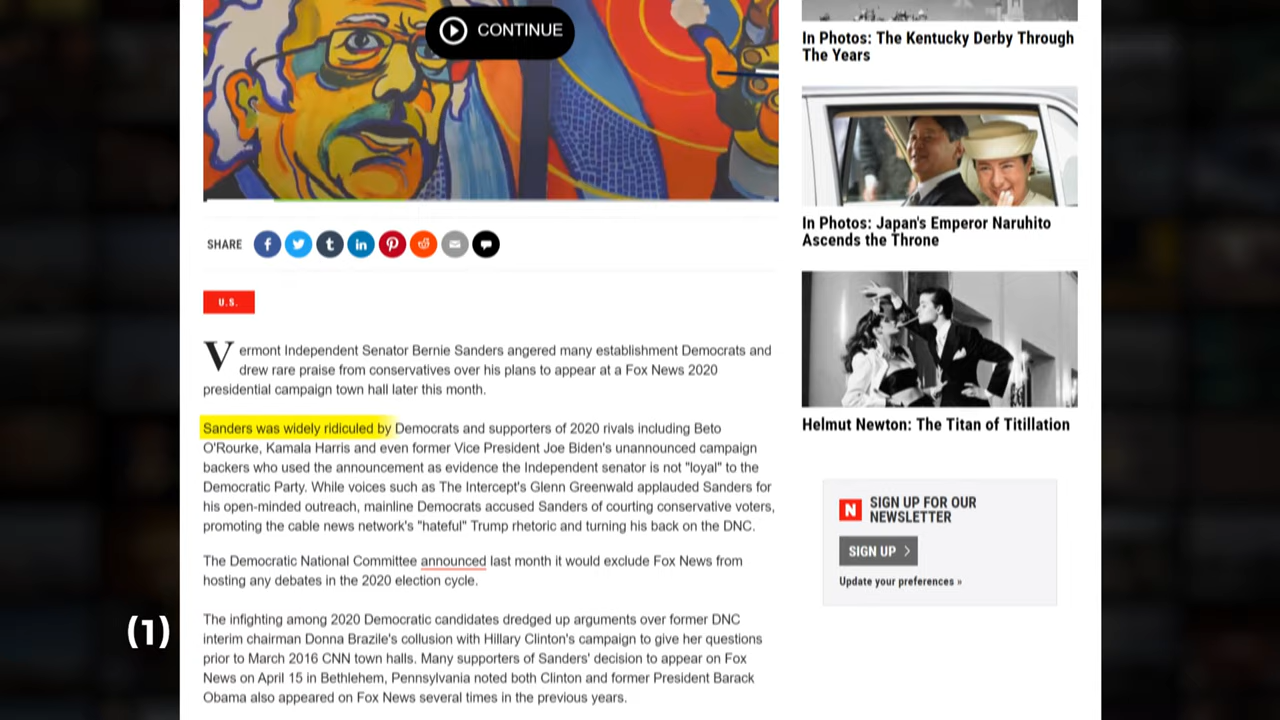 CONTINUE
SHARE
U.S.
Vermont Independent Senator Bernie Sanders angered many establishment Democrats and
drew rare praise from conservatives over his plans to appear at a Fox News 2020
presidential campaign town hall later this month.
Sanders was widely ridiculed by Democrats and supporters of 2020 rivals including Beto
O'Rourke, Kamala Harris and even former Vice President Joe Biden's unannounced campaign
backers who used the announcement as evidence the Independent senator is not "loyal" to the
Democratic Party. While voices such as The Intercept's Glenn Greenwald applauded Sanders for
his open-minded outreach, mainline Democrats accused Sanders of courting conservative voters,
promoting the cable news network's "hateful" Trump rhetoric and turning his back on the DNC.
The Democratic National Committee announced last month it would exclude Fox News from
hosting any debates in the 2020 election cycle.
The infighting among 2020 Democratic candidates dredged up arguments over former DNC
interim chairman Donna Brazile's collusion with Hillary Clinton's campaign to give her questions
prior to March 2016 CNN town halls. Many supporters of Sanders' decision to appear on Fox
News on April 15 in Bethlehem, Pennsylvania noted both Clinton and former President Barack
Obama also appeared on Fox News several times in the previous years.
(1)
In Photos: The Kentucky Derby Through
The Years
In Photos: Japan's Emperor Naruhito
Ascends the Throne
Helmut Newton: The Titan of Titillation
N
SIGN UP FOR OUR
NEWSLETTER
SIGN UP >
Update your preferences »